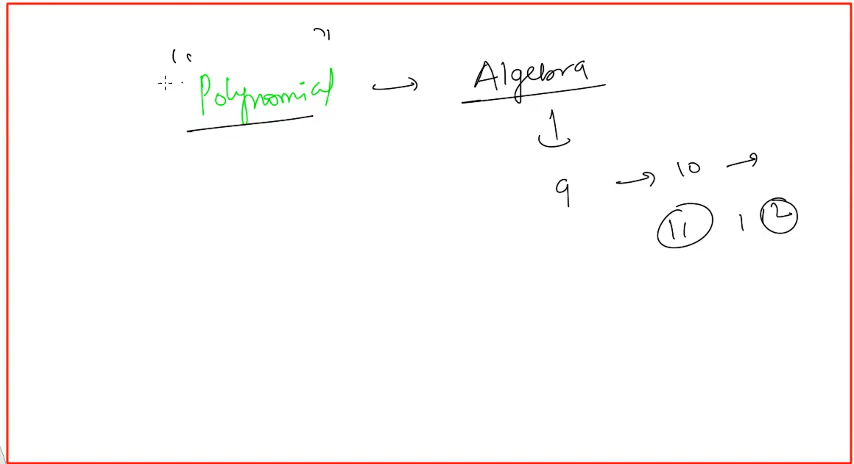 "Polynomial" → Algebra
↓
9 → 10 →
11 , 12